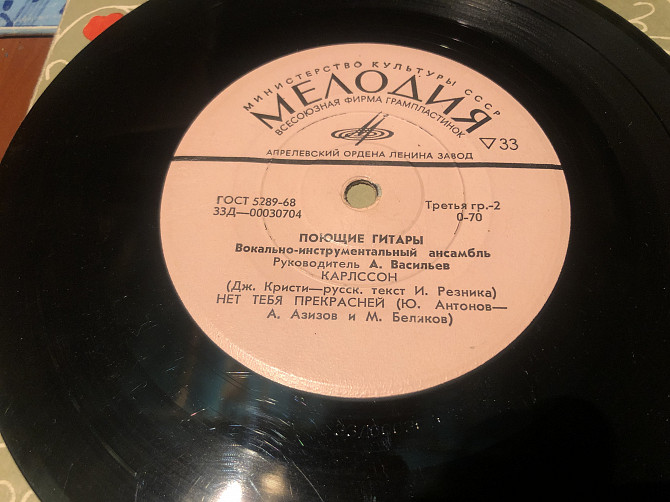 МИНИСТЕРСТВО КУЛЬТУРЫ СССР
МЕЛОДИЯ
ВСЕСОЮЗНАЯ ФИРМА ГРАМПЛАСТИНОК
▽33
АПРЕЛЕВСКИЙ ОРДЕНА ЛЕНИНА ЗАВОД
ГОСТ 5289-68
33Д—00030704
Третья гр.-2
0-70
ПОЮЩИЕ ГИТАРЫ
Вокально-инструментальный ансамбль
Руководитель А. Васильев
КАРЛССОН
(Дж. Кристи—русск. текст И. Резника)
НЕТ ТЕБЯ ПРЕКРАСНЕЙ (Ю. Антонов—
А. Азизов и М. Беляков)